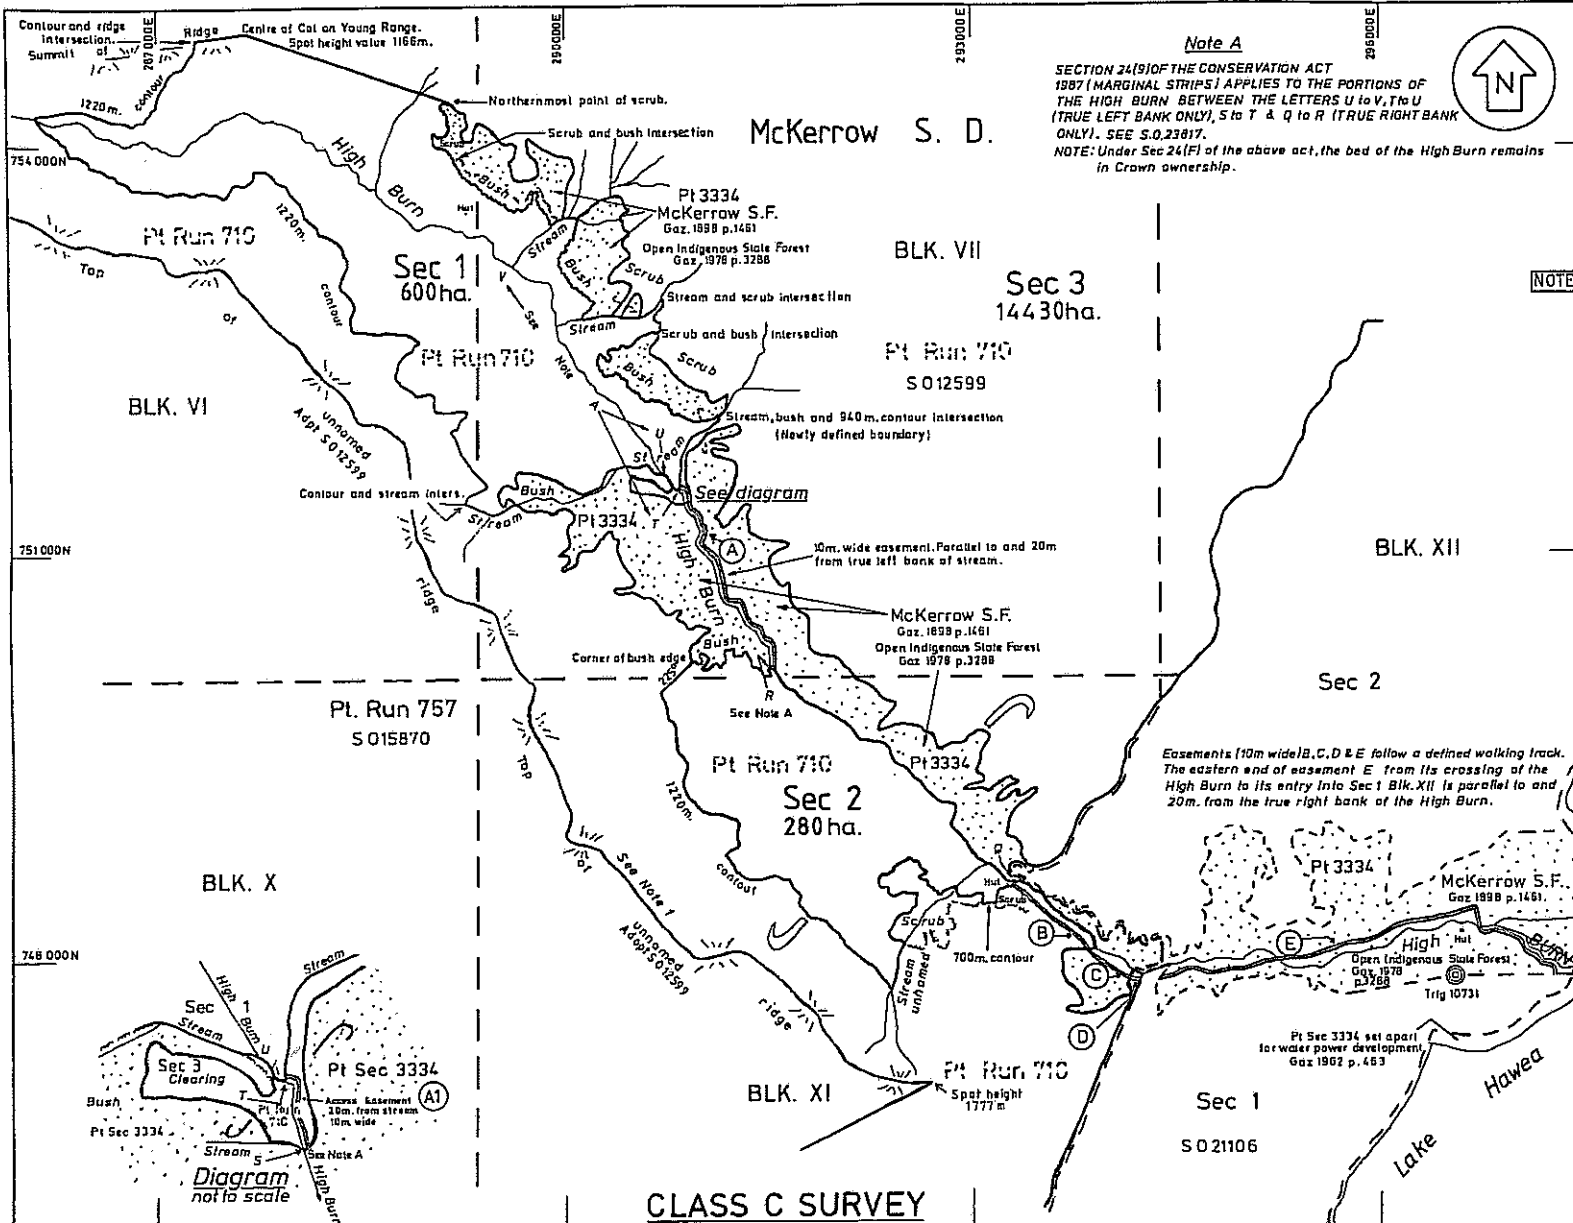 Contour and ridge
intersection.
Summit of
287000E
Ridge
Centre of Col on Young Range.
Spot height value 1166m.
290000E
293000E
296000E
Note A
SECTION 24(9)OF THE CONSERVATION ACT
1987 (MARGINAL STRIPS) APPLIES TO THE PORTIONS OF
THE HIGH BURN BETWEEN THE LETTERS U to V, T to U
(TRUE LEFT BANK ONLY), S to T & Q to R (TRUE RIGHT BANK
ONLY). SEE S.O.23817.
NOTE: Under Sec 24(F) of the above act, the bed of the High Burn remains
in Crown ownership.
N
1220m. contour
Northernmost point of scrub.
Scrub
Scrub and bush intersection
McKerrow S. D.
754 000N
High
Burn
Hut
Bush
Pt 3334
McKerrow S.F.
Gaz. 1898 p.1461
Open Indigenous State Forest
Gaz. 1978 p.3288
Stream
Bush
Scrub
BLK. VII
Pt Run 710
1220m.
contour
Top
of
Sec 1
600ha.
V
See
Note
A
Stream and scrub intersection
Sec 3
14430ha.
NOTE
Stream
Scrub and bush intersection
Pt Run 710
Bush
Scrub
Pt Run 710
S O 12599
BLK. VI
unnamed
Adpt S O 12599
Stream, bush and 940m. contour intersection
(Newly defined boundary)
U
Stream
Contour and stream inters.
Bush
Stream
See diagram
Pt 3334
T
A
751 000N
High
Burn
10m. wide easement. Parallel to and 20m
from true left bank of stream.
BLK. XII
ridge
McKerrow S.F.
Gaz. 1898 p.1461
Open Indigenous State Forest
Gaz 1978 p.3288
Bush
Corner of bush edge
R
See Note A
Sec 2
Pt. Run 757
S O 15870
Top
Pt 3334
Pt Run 710
Sec 2
280ha.
1220m.
contour
Easements (10m wide) B, C, D & E follow a defined walking track.
The eastern end of easement E from its crossing of the
High Burn to its entry into Sec 1 Blk. XII is parallel to and
20m. from the true right bank of the High Burn.
BLK. X
of
See Note 1
unnamed
Adopt S O 12599
Q
Hut
Scrub
Scrub
B
700m. contour
Stream
unnamed
C
D
Pt 3334
McKerrow S.F.
Gaz 1898 p.1461.
E
High
Hut
BURN
Open Indigenous State Forest
Gaz. 1978
p.3288
Trig 10731
748 000N
ridge
Pt Sec 3334 set apart
for water power development
Gaz 1962 p.463
Pt Run 710
Spot height
1777m
BLK. XI
Sec 1
S O 21106
Lake
Hawea
Stream
High
Burn
Sec 1
Stream
U
Sec 3
Clearing
Pt Sec 3334
Bush
T
Pt Run
710
Access Easement
20m. from stream
10m. wide
A1
Pt Sec 3334
Stream
S
See Note A
High Burn
Diagram
not to scale
CLASS C SURVEY